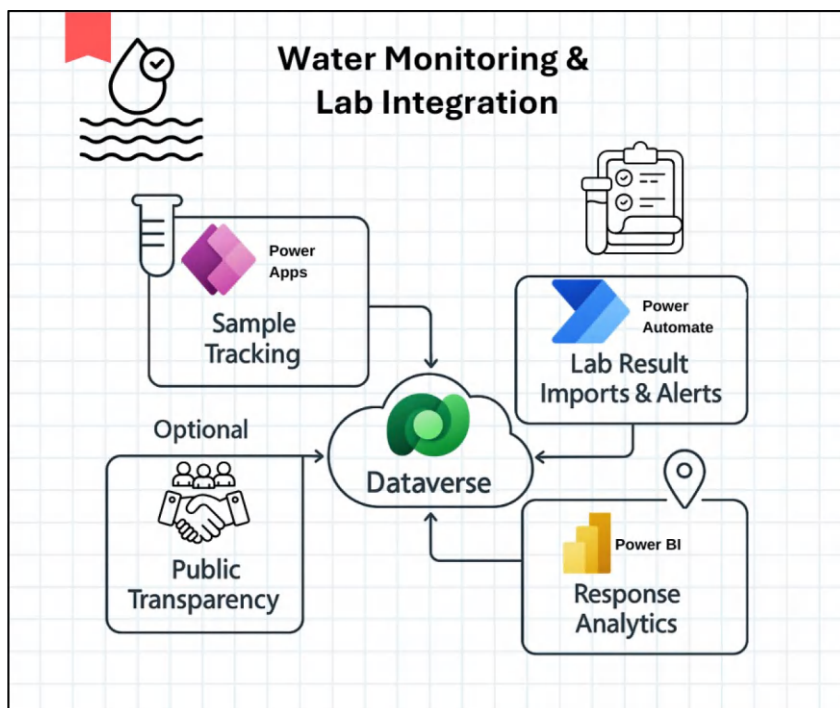 Water Monitoring &
Lab Integration
Power
Apps
Sample
Tracking
Power
Automate
Lab Result
Imports & Alerts
Optional
Dataverse
Public
Transparency
Power BI
Response
Analytics